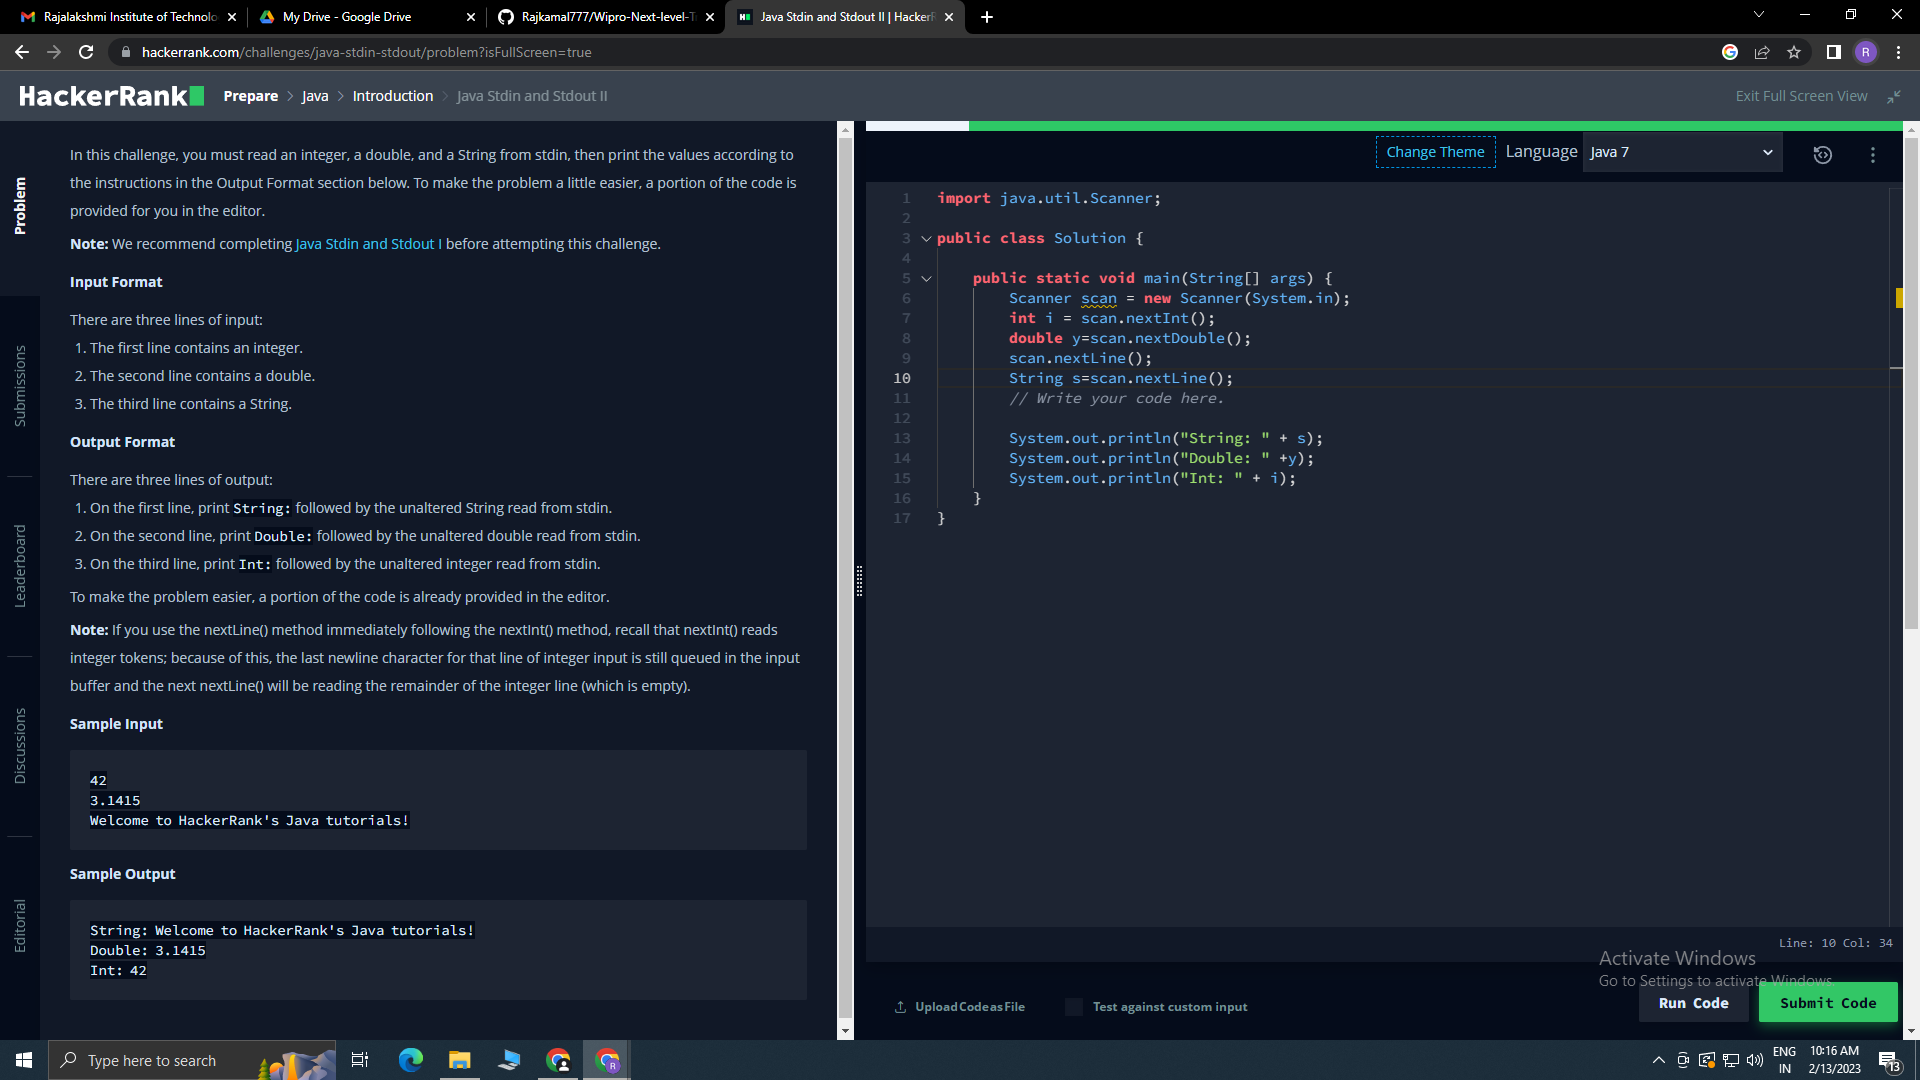 Rajalakshmi Institute of Technolo
My Drive - Google Drive
Rajkamal777/Wipro-Next-level-T
Java Stdin and Stdout II | HackerR
hackerrank.com/challenges/java-stdin-stdout/problem?isFullScreen=true
R
HackerRank
Prepare > Java > Introduction > Java Stdin and Stdout II
Exit Full Screen View
Problem
Submissions
Leaderboard
Discussions
Editorial
In this challenge, you must read an integer, a double, and a String from stdin, then print the values according to
the instructions in the Output Format section below. To make the problem a little easier, a portion of the code is
provided for you in the editor.
Note: We recommend completing Java Stdin and Stdout I before attempting this challenge.
Input Format
There are three lines of input:
1. The first line contains an integer.
2. The second line contains a double.
3. The third line contains a String.
Output Format
There are three lines of output:
1. On the first line, print String: followed by the unaltered String read from stdin.
2. On the second line, print Double: followed by the unaltered double read from stdin.
3. On the third line, print Int: followed by the unaltered integer read from stdin.
To make the problem easier, a portion of the code is already provided in the editor.
Note: If you use the nextLine() method immediately following the nextInt() method, recall that nextInt() reads
integer tokens; because of this, the last newline character for that line of integer input is still queued in the input
buffer and the next nextLine() will be reading the remainder of the integer line (which is empty).
Sample Input
42
3.1415
Welcome to HackerRank's Java tutorials!
Sample Output
String: Welcome to HackerRank's Java tutorials!
Double: 3.1415
Int: 42
Change Theme
Language
Java 7
1 import java.util.Scanner;
2
3 public class Solution {
4
5 public static void main(String[] args) {
6 Scanner scan = new Scanner(System.in);
7 int i = scan.nextInt();
8 double y=scan.nextDouble();
9 scan.nextLine();
10 String s=scan.nextLine();
11 // Write your code here.
12
13 System.out.println("String: " + s);
14 System.out.println("Double: " +y);
15 System.out.println("Int: " + i);
16 }
17 }
Line: 10 Col: 34
Activate Windows
Go to Settings to activate Windows.
Upload Code as File
Test against custom input
Run Code
Submit Code
Type here to search
R
ENG
IN
10:16 AM
2/13/2023
13